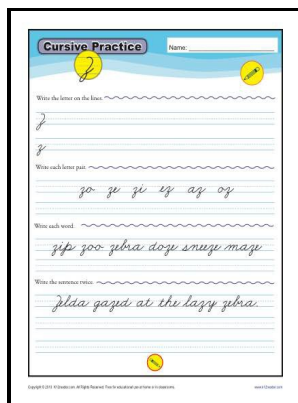 Cursive Practice
Name:
Z
Write the letter on the lines.
Z
z
Write each letter pair.
zo ze zi ez az oz
Write each word.
zip zoo zebra doze sneeze maze
Write the sentence twice.
Zelda gazed at the lazy zebra.